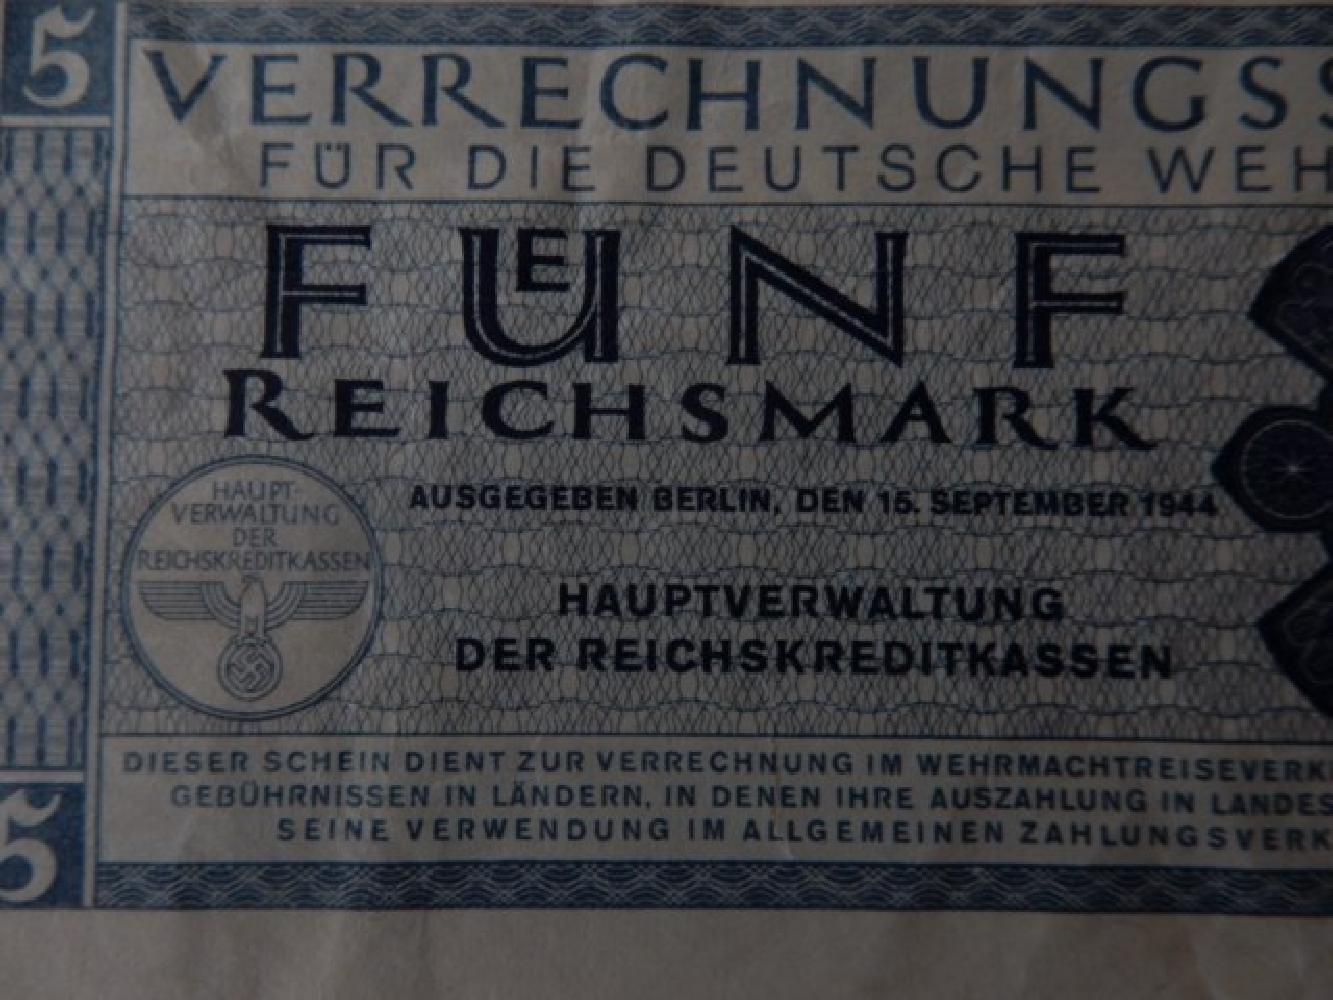 5
VERRECHNUNGSS
FÜR DIE DEUTSCHE WEH
FUENF
REICHSMARK
HAUPT-
VERWALTUNG
DER
REICHSKREDITKASSEN
AUSGEGEBEN BERLIN, DEN 15. SEPTEMBER 1944
HAUPTVERWALTUNG
DER REICHSKREDITKASSEN
DIESER SCHEIN DIENT ZUR VERRECHNUNG IM WEHRMACHTREISEVERK
GEBÜHRNISSEN IN LÄNDERN, IN DENEN IHRE AUSZAHLUNG IN LANDES
SEINE VERWENDUNG IM ALLGEMEINEN ZAHLUNGSVERK
5